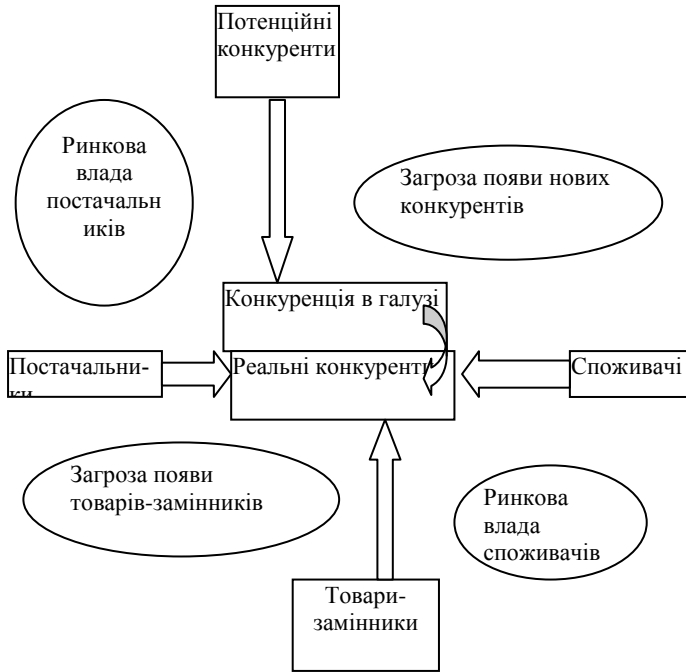 Потенційні
конкуренти
Ринкова
влада
постачальн
иків
Загроза появи нових
конкурентів
Конкуренція в галузі
Постачальни-
ки
Реальні конкуренти
Споживачі
Загроза появи
товарів-замінників
Ринкова
влада
споживачів
Товари-
замінники